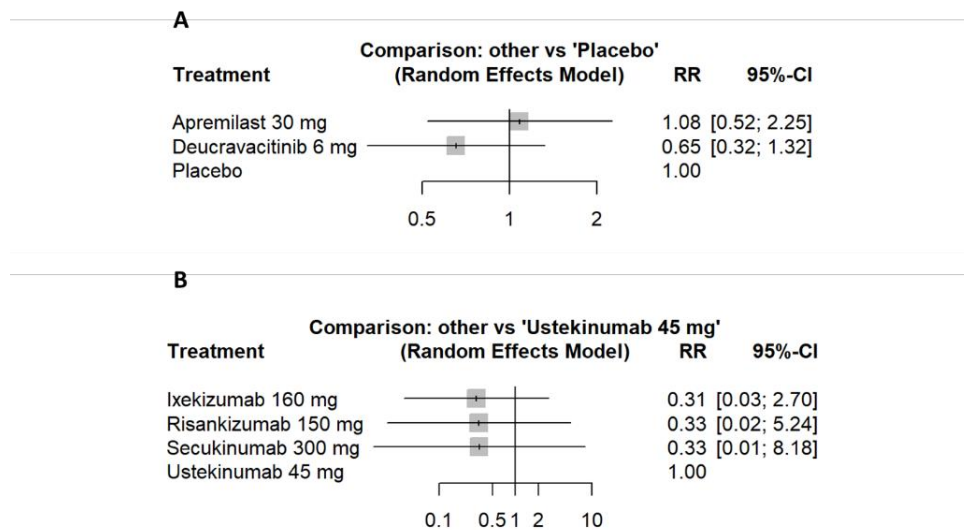 A
Comparison: other vs 'Placebo'
Treatment (Random Effects Model) RR 95%-CI
Apremilast 30 mg 1.08 [0.52; 2.25]
Deucravacitinib 6 mg 0.65 [0.32; 1.32]
Placebo 1.00
0.5 1 2
B
Comparison: other vs 'Ustekinumab 45 mg'
Treatment (Random Effects Model) RR 95%-CI
Ixekizumab 160 mg 0.31 [0.03; 2.70]
Risankizumab 150 mg 0.33 [0.02; 5.24]
Secukinumab 300 mg 0.33 [0.01; 8.18]
Ustekinumab 45 mg 1.00
0.1 0.5 1 2 10